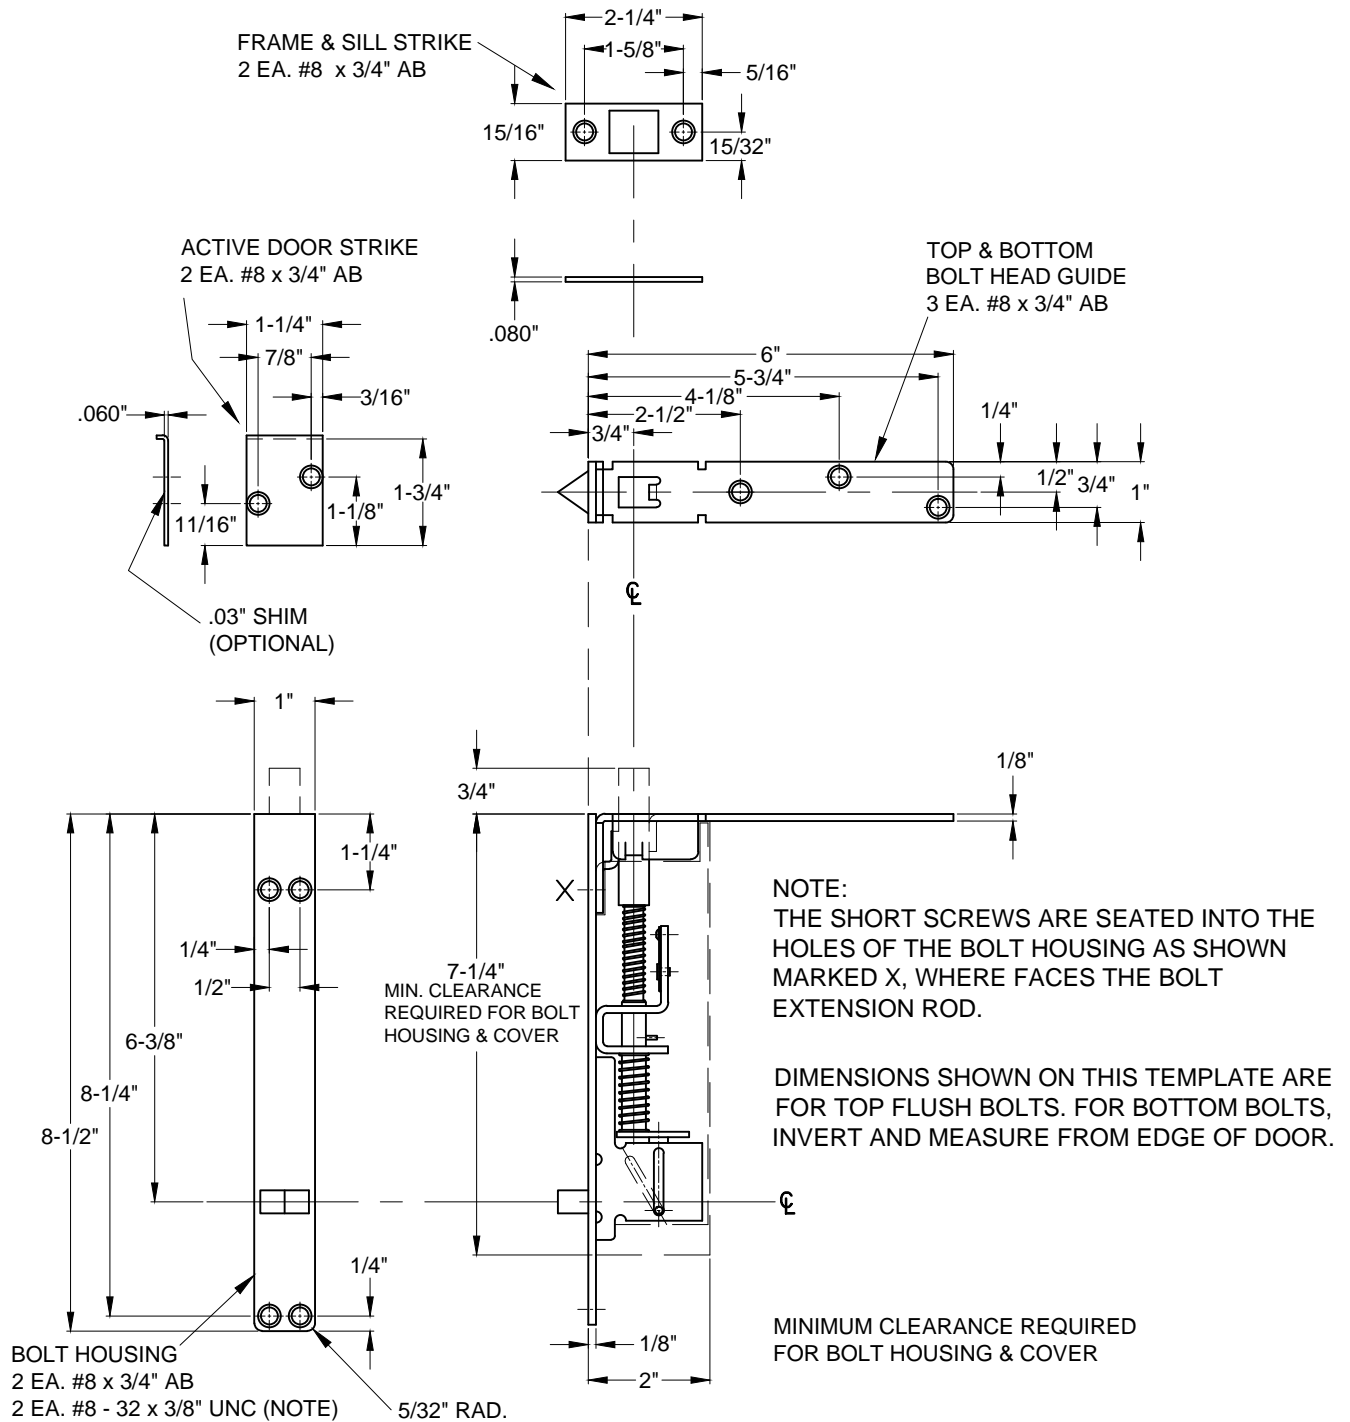 2-1/4"
FRAME & SILL STRIKE
2 EA. #8 x 3/4" AB
1-5/8"
5/16"
15/16"
15/32"
ACTIVE DOOR STRIKE
2 EA. #8 x 3/4" AB
TOP & BOTTOM
BOLT HEAD GUIDE
3 EA. #8 x 3/4" AB
.080"
1-1/4"
7/8"
3/16"
.060"
1-3/4"
1-1/8"
11/16"
6"
5-3/4"
4-1/8"
2-1/2"
3/4"
1/4"
1/2"
3/4"
1"
℄
.03" SHIM
(OPTIONAL)
1"
3/4"
1/8"
1-1/4"
X
1/4"
1/2"
7-1/4"
MIN. CLEARANCE
REQUIRED FOR BOLT
HOUSING & COVER
6-3/8"
8-1/4"
8-1/2"
NOTE:
THE SHORT SCREWS ARE SEATED INTO THE
HOLES OF THE BOLT HOUSING AS SHOWN
MARKED X, WHERE FACES THE BOLT
EXTENSION ROD.
DIMENSIONS SHOWN ON THIS TEMPLATE ARE
FOR TOP FLUSH BOLTS. FOR BOTTOM BOLTS,
INVERT AND MEASURE FROM EDGE OF DOOR.
℄
1/4"
1/8"
2"
MINIMUM CLEARANCE REQUIRED
FOR BOLT HOUSING & COVER
BOLT HOUSING
2 EA. #8 x 3/4" AB
2 EA. #8 - 32 x 3/8" UNC (NOTE)
5/32" RAD.